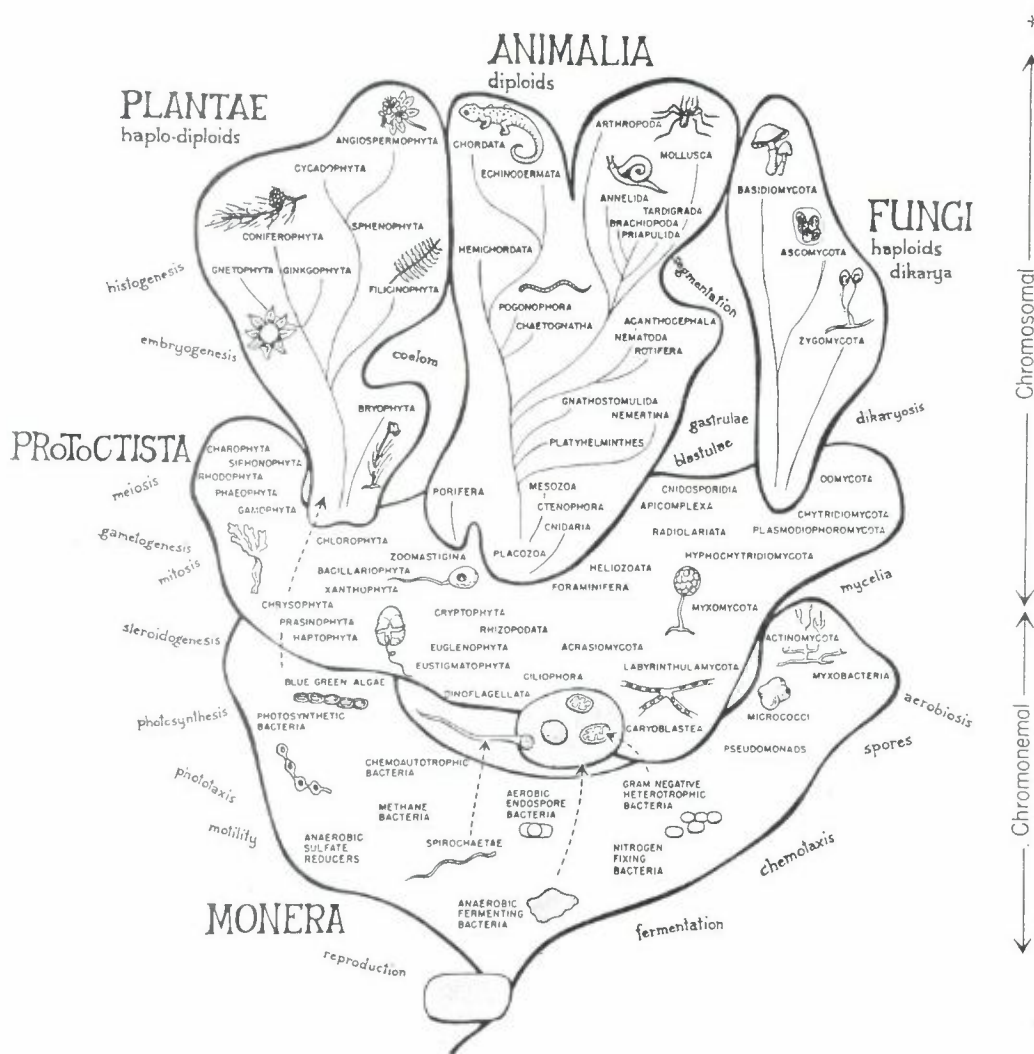 ANIMALIA
diploids
PLANTAE
haplo-diploids
ANGIOSPERMOPHYTA
CYCADOPHYTA
CONIFEROPHYTA
SPHENOPHYTA
GNETOPHYTA
GINKGOPHYTA
FILICINOPHYTA
BRYOPHYTA
histogenesis
embryogenesis
coelom
CHORDATA
ECHINODERMATA
HEMICHORDATA
POGONOPHORA
CHAETOGNATHA
ARTHROPODA
MOLLUSCA
ANNELIDA
TARDIGRADA
BRACHIOPODA
PRIAPULIDA
segmentation
ACANTHOCEPHALA
NEMATODA
ROTIFERA
GNATHOSTOMULIDA
NEMERTINA
PLATYHELMINTHES
gastrulae
blastulae
PORIFERA
MESOZOA
CTENOPHORA
CNIDARIA
PLACOZOA
BASIDIOMYCOTA
ASCOMYCOTA
ZYGOMYCOTA
FUNGI
haploids
dikarya
dikaryosis
PROTOCTISTA
meiosis
gametogenesis
mitosis
steroidogenesis
CHAROPHYTA
SIPHONOPHYTA
RHODOPHYTA
PHAEOPHYTA
GAMOPHYTA
CHLOROPHYTA
ZOOMASTIGINA
BACILLARIOPHYTA
XANTHOPHYTA
CHRYSOPHYTA
PRASINOPHYTA
HAPTOPHYTA
CRYPTOPHYTA
RHIZOPODATA
EUGLENOPHYTA
EUSTIGMATOPHYTA
ACRASIOMYCOTA
CILIOPHORA
DINOFLAGELLATA
CNIDOSPORIDIA
APICOMPLEXA
RADIOLARIATA
HELIOZOATA
FORAMINIFERA
OOMYCOTA
CHYTRIDIOMYCOTA
PLASMODIOPHOROMYCOTA
HYPHOCHYTRIDIOMYCOTA
MYXOMYCOTA
LABYRINTHULAMYCOTA
CARYOBLASTEA
mycelia
ACTINOMYCOTA
MYXOBACTERIA
MICROCOCCI
PSEUDOMONADS
aerobiosis
spores
BLUE GREEN ALGAE
PHOTOSYNTHETIC
BACTERIA
photosynthesis
phototaxis
motility
CHEMOAUTOTROPHIC
BACTERIA
METHANE
BACTERIA
AEROBIC
ENDOSPORE
BACTERIA
GRAM NEGATIVE
HETEROTROPHIC
BACTERIA
ANAEROBIC
SULFATE
REDUCERS
SPIROCHAETAE
NITROGEN
FIXING
BACTERIA
ANAEROBIC
FERMENTING
BACTERIA
chemotaxis
fermentation
MONERA
reproduction
*
Chromosomal
Chromonemal